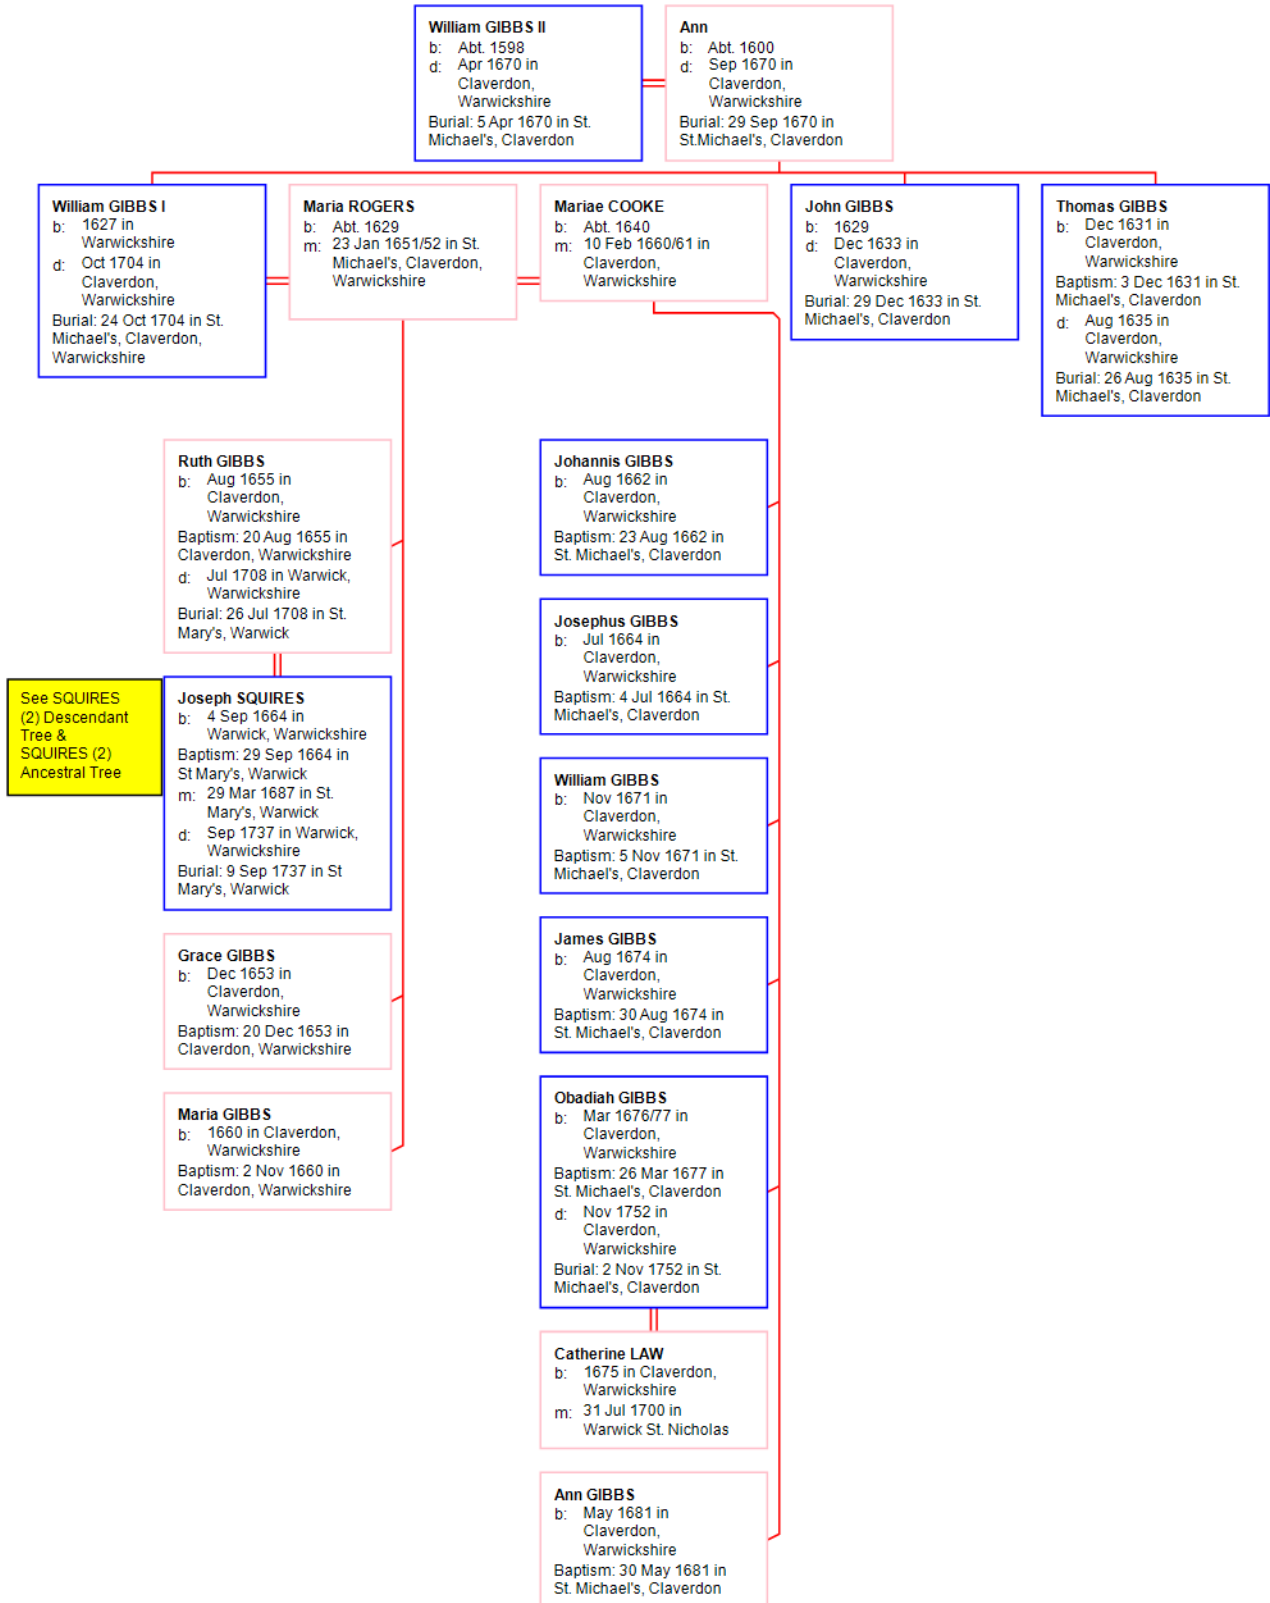 William GIBBS II
b: Abt. 1598
d: Apr 1670 in
Claverdon,
Warwickshire
Burial: 5 Apr 1670 in St.
Michael's, Claverdon
Ann
b: Abt. 1600
d: Sep 1670 in
Claverdon,
Warwickshire
Burial: 29 Sep 1670 in
St.Michael's, Claverdon
William GIBBS I
b: 1627 in
Warwickshire
d: Oct 1704 in
Claverdon,
Warwickshire
Burial: 24 Oct 1704 in St.
Michael's, Claverdon,
Warwickshire
Maria ROGERS
b: Abt. 1629
m: 23 Jan 1651/52 in St.
Michael's, Claverdon,
Warwickshire
Mariae COOKE
b: Abt. 1640
m: 10 Feb 1660/61 in
Claverdon,
Warwickshire
John GIBBS
b: 1629
d: Dec 1633 in
Claverdon,
Warwickshire
Burial: 29 Dec 1633 in St.
Michael's, Claverdon
Thomas GIBBS
b: Dec 1631 in
Claverdon,
Warwickshire
Baptism: 3 Dec 1631 in St.
Michael's, Claverdon
d: Aug 1635 in
Claverdon,
Warwickshire
Burial: 26 Aug 1635 in St.
Michael's, Claverdon
Ruth GIBBS
b: Aug 1655 in
Claverdon,
Warwickshire
Baptism: 20 Aug 1655 in
Claverdon, Warwickshire
d: Jul 1708 in Warwick,
Warwickshire
Burial: 26 Jul 1708 in St.
Mary's, Warwick
See SQUIRES
(2) Descendant
Tree &
SQUIRES (2)
Ancestral Tree
Joseph SQUIRES
b: 4 Sep 1664 in
Warwick, Warwickshire
Baptism: 29 Sep 1664 in
St Mary's, Warwick
m: 29 Mar 1687 in St.
Mary's, Warwick
d: Sep 1737 in Warwick,
Warwickshire
Burial: 9 Sep 1737 in St
Mary's, Warwick
Grace GIBBS
b: Dec 1653 in
Claverdon,
Warwickshire
Baptism: 20 Dec 1653 in
Claverdon, Warwickshire
Maria GIBBS
b: 1660 in Claverdon,
Warwickshire
Baptism: 2 Nov 1660 in
Claverdon, Warwickshire
Johannis GIBBS
b: Aug 1662 in
Claverdon,
Warwickshire
Baptism: 23 Aug 1662 in
St. Michael's, Claverdon
Josephus GIBBS
b: Jul 1664 in
Claverdon,
Warwickshire
Baptism: 4 Jul 1664 in St.
Michael's, Claverdon
William GIBBS
b: Nov 1671 in
Claverdon,
Warwickshire
Baptism: 5 Nov 1671 in St.
Michael's, Claverdon
James GIBBS
b: Aug 1674 in
Claverdon,
Warwickshire
Baptism: 30 Aug 1674 in
St. Michael's, Claverdon
Obadiah GIBBS
b: Mar 1676/77 in
Claverdon,
Warwickshire
Baptism: 26 Mar 1677 in
St. Michael's, Claverdon
d: Nov 1752 in
Claverdon,
Warwickshire
Burial: 2 Nov 1752 in St.
Michael's, Claverdon
Catherine LAW
b: 1675 in Claverdon,
Warwickshire
m: 31 Jul 1700 in
Warwick St. Nicholas
Ann GIBBS
b: May 1681 in
Claverdon,
Warwickshire
Baptism: 30 May 1681 in
St. Michael's, Claverdon